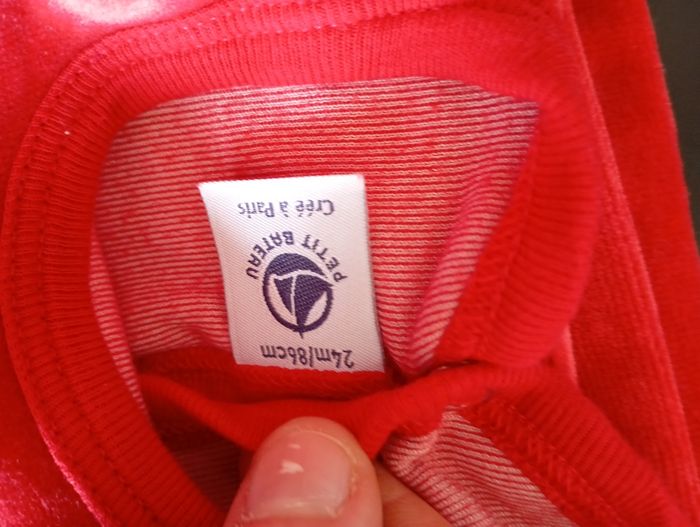 24m/86cm
PETIT BATEAU
Créé à Paris